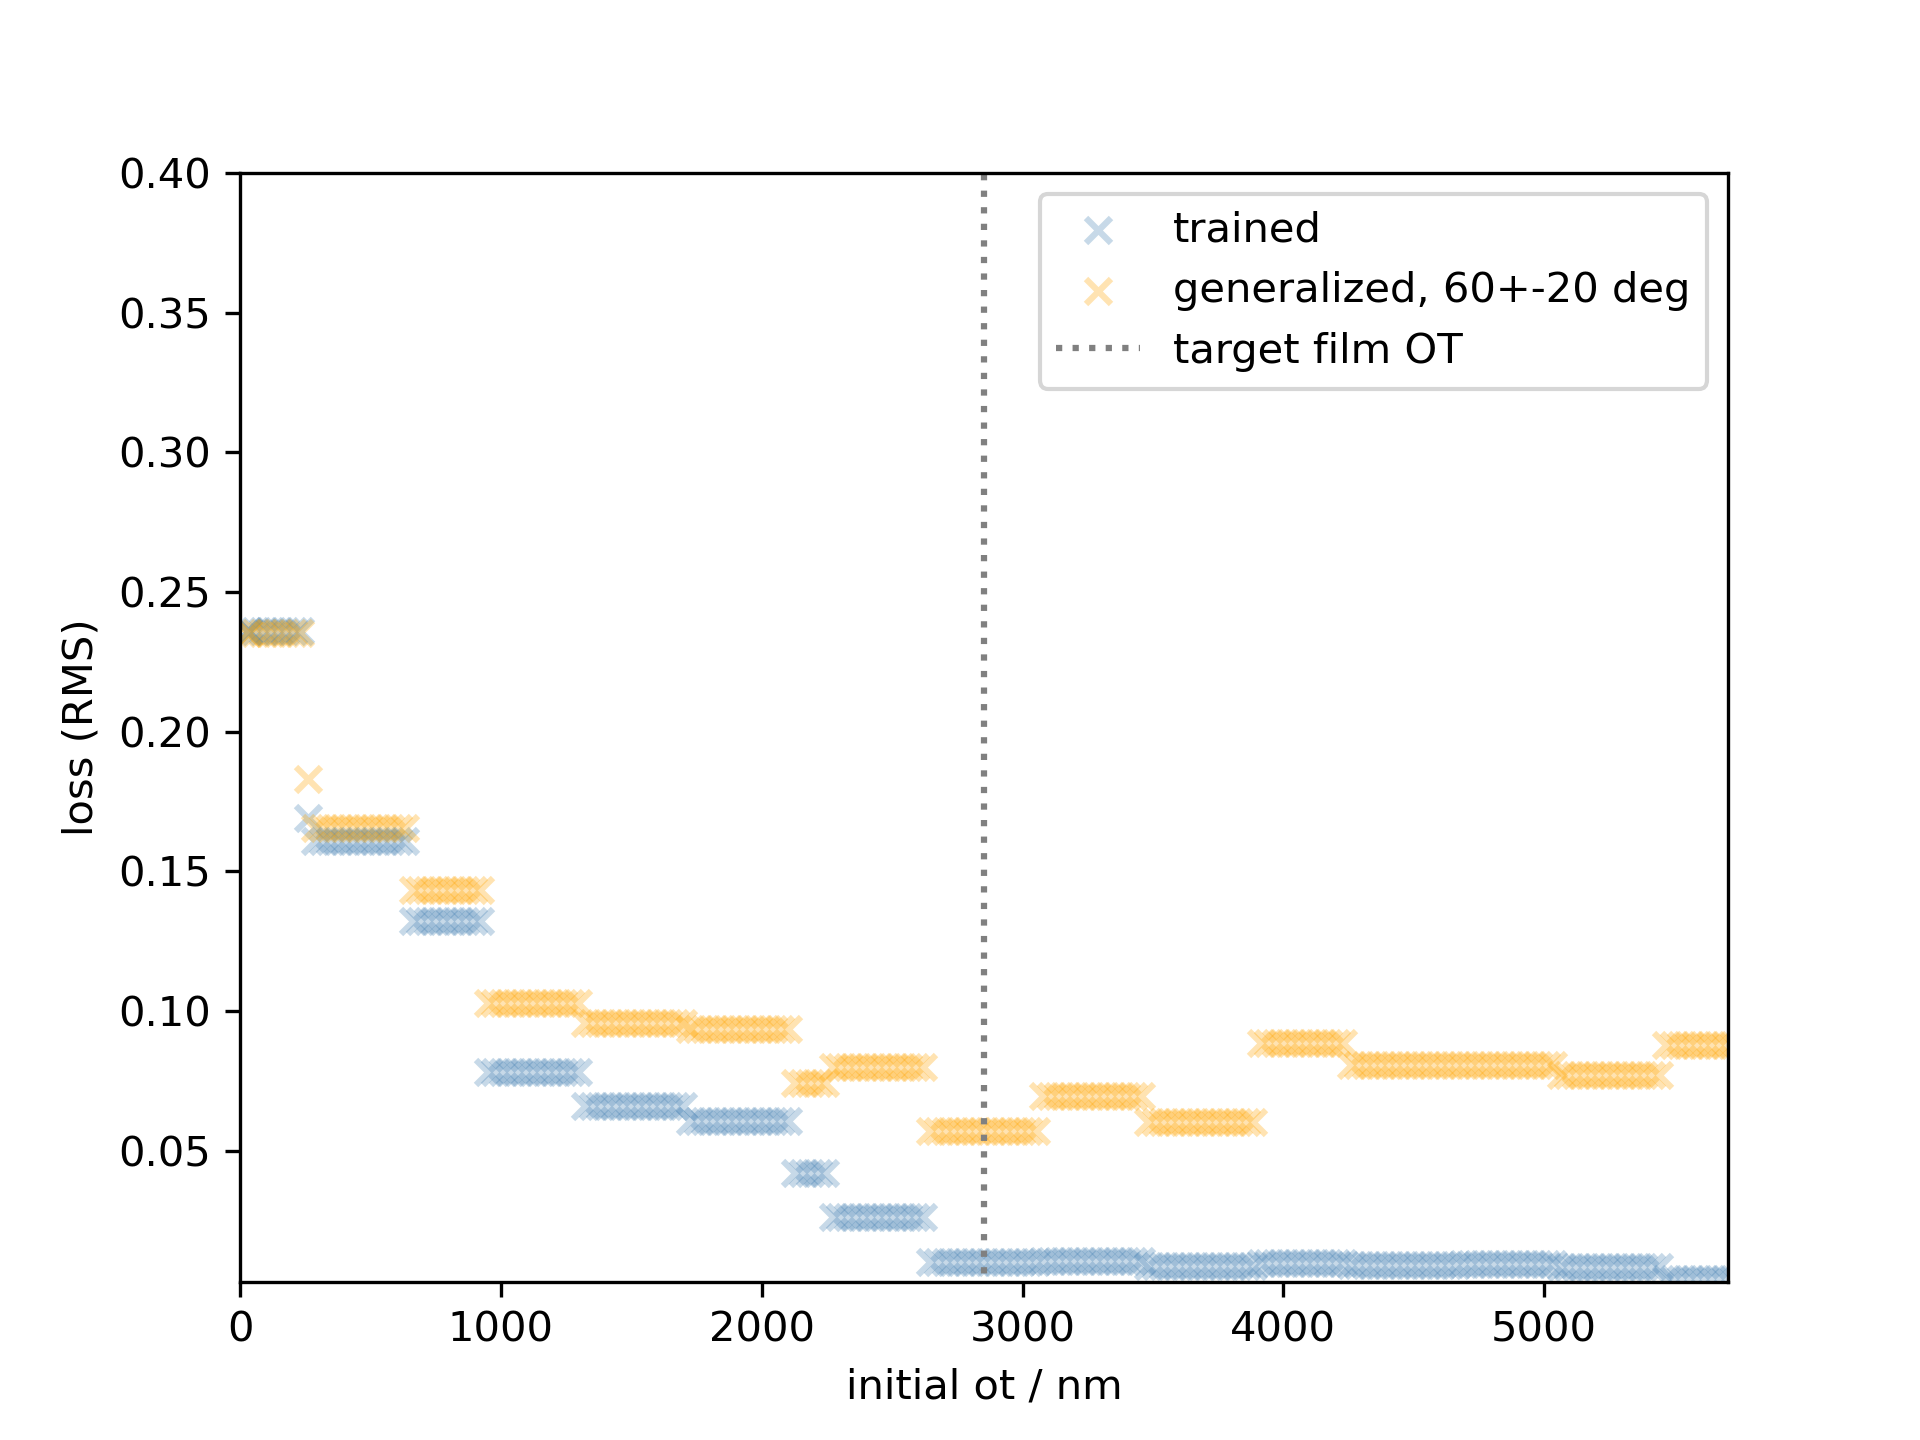 0.40
0.35
0.30
0.25
0.20
0.15
0.10
0.05
loss (RMS)
trained
generalized, 60+-20 deg
target film OT
0 1000 2000 3000 4000 5000
initial ot / nm